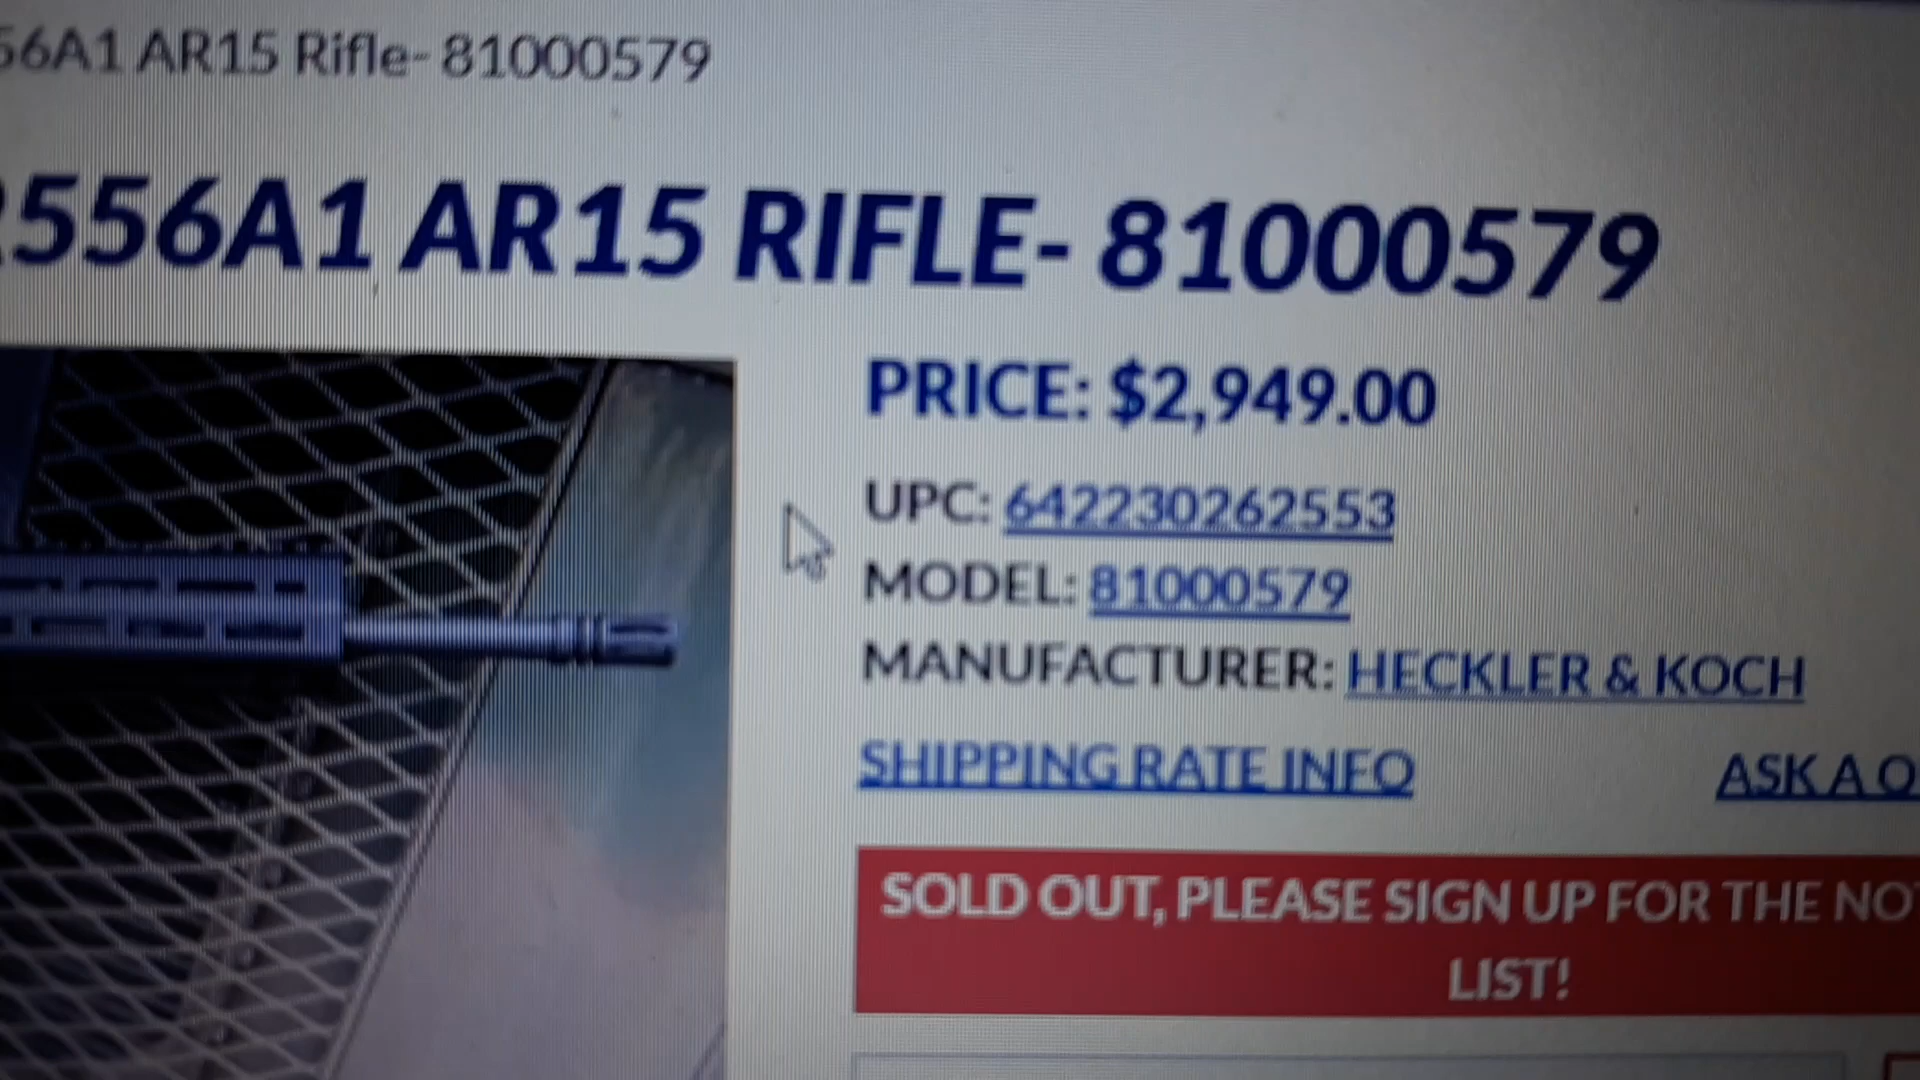 56A1 AR15 Rifle- 81000579
556A1 AR15 RIFLE- 81000579
PRICE: $2,949.00
UPC: 642230262553
MODEL: 81000579
MANUFACTURER: HECKLER & KOCH
SHIPPING RATE INFO
ASK A
SOLD OUT, PLEASE SIGN UP FOR THE
LIST!